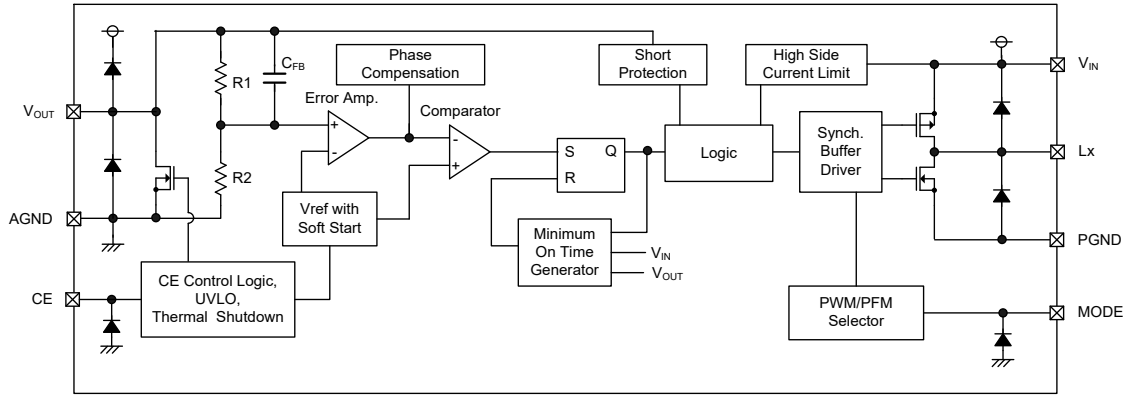 Phase
Compensation
Short
Protection
High Side
Current Limit
V_IN
R1
C_FB
Error Amp.
Comparator
V_OUT
+
-
-
+
S
Q
R
Logic
Synch.
Buffer
Driver
Lx
R2
AGND
Vref with
Soft Start
Minimum
On Time
Generator
V_IN
V_OUT
PGND
CE
CE Control Logic,
UVLO,
Thermal Shutdown
PWM/PFM
Selector
MODE